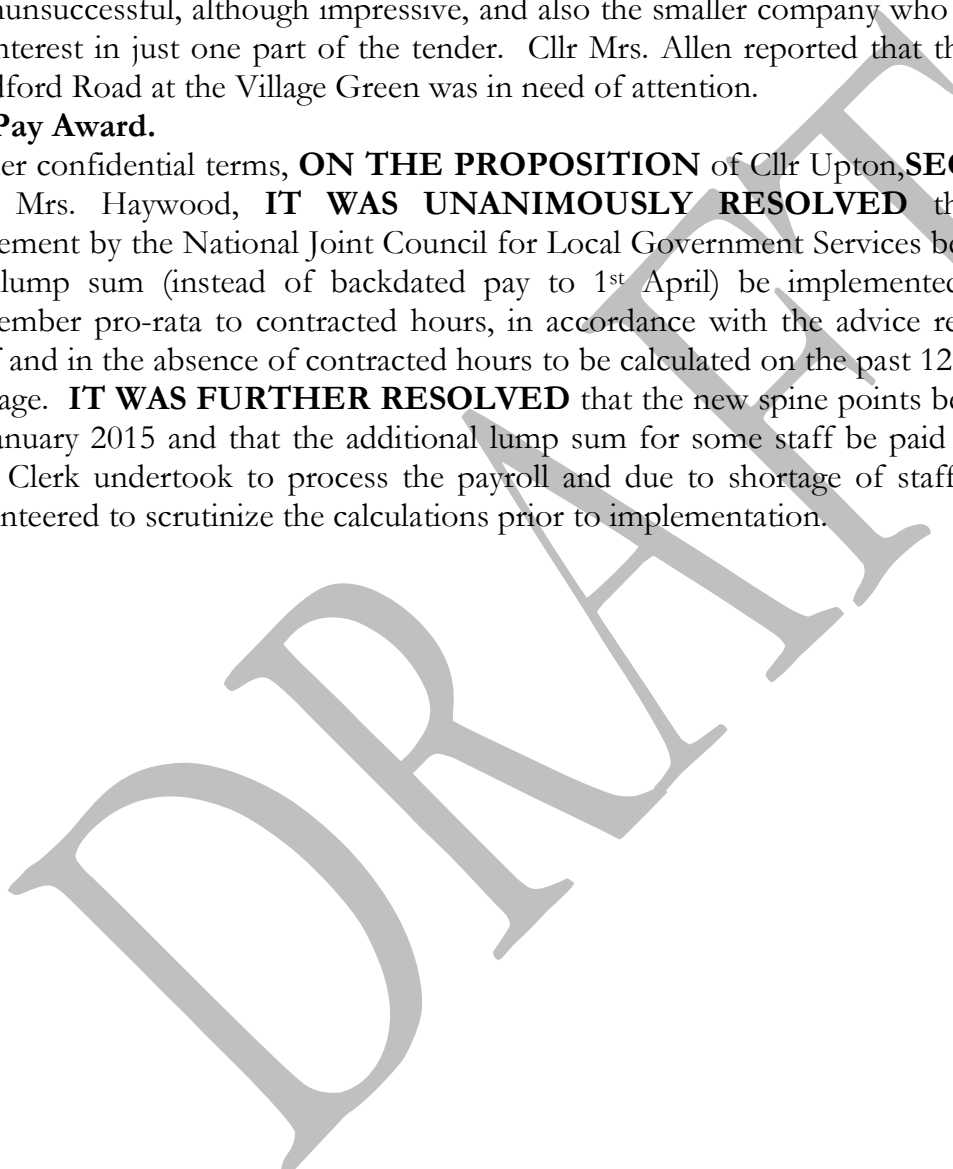 unsuccessful, although impressive, and also the smaller company who
interest in just one part of the tender. Cllr Mrs. Allen reported that th
dford Road at the Village Green was in need of attention.
Pay Award.
er confidential terms, ON THE PROPOSITION of Cllr Upton,SEC
Mrs. Haywood, IT WAS UNANIMOUSLY RESOLVED th
ement by the National Joint Council for Local Government Services be
lump sum (instead of backdated pay to 1st April) be implemented
ember pro-rata to contracted hours, in accordance with the advice re
f and in the absence of contracted hours to be calculated on the past 12
age. IT WAS FURTHER RESOLVED that the new spine points be
anuary 2015 and that the additional lump sum for some staff be paid
Clerk undertook to process the payroll and due to shortage of staff
nteered to scrutinize the calculations prior to implementation.
DRAFT